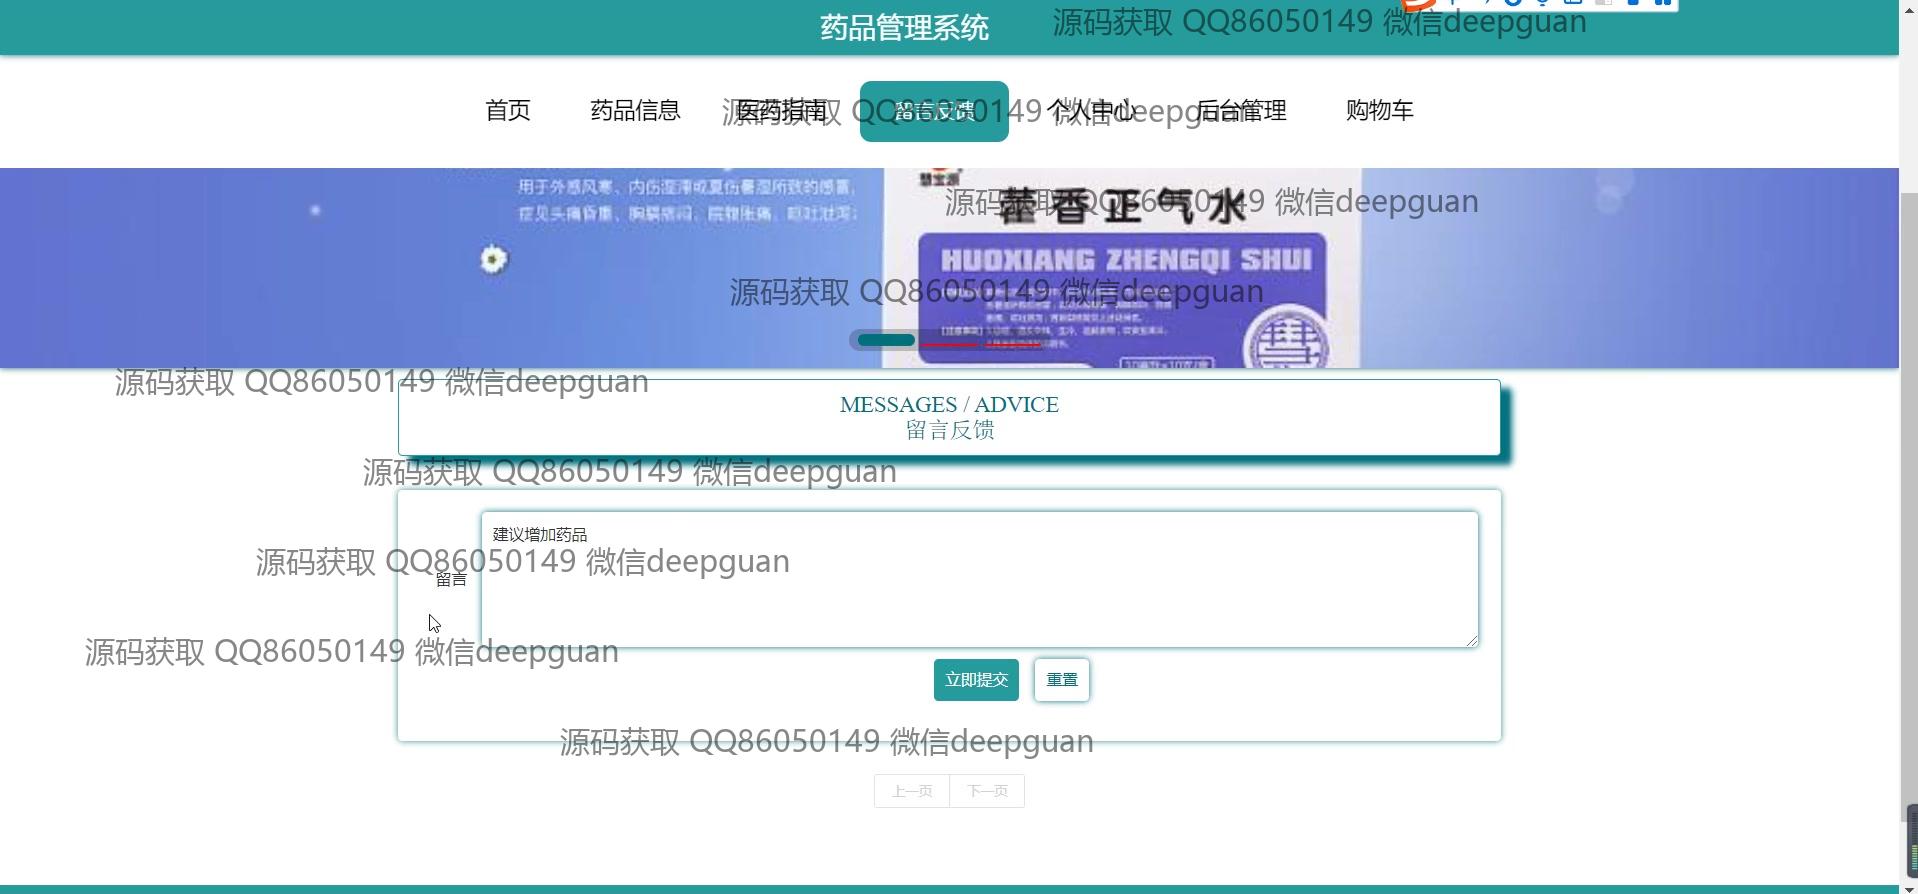 药品管理系统
源码获取 QQ86050149 微信deepguan
首页
药品信息
医药指南
留言反馈
个人中心
后台管理
购物车
源码获取 QQ86050149 微信deepguan
用于外感风寒、内伤湿滞或夏伤暑湿所致的感冒,
症见头痛昏重、胸膈痞闷、脘腹胀痛、呕吐泄泻;
藿香正气水
源码获取 QQ86050149 微信deepguan
HUOXIANG ZHENGQI SHUI
源码获取 QQ86050149 微信deepguan
源码获取 QQ86050149 微信deepguan
MESSAGES / ADVICE
留言反馈
源码获取 QQ86050149 微信deepguan
建议增加药品
源码获取 QQ86050149 微信deepguan
留言
源码获取 QQ86050149 微信deepguan
立即提交
重置
源码获取 QQ86050149 微信deepguan
上一页
下一页